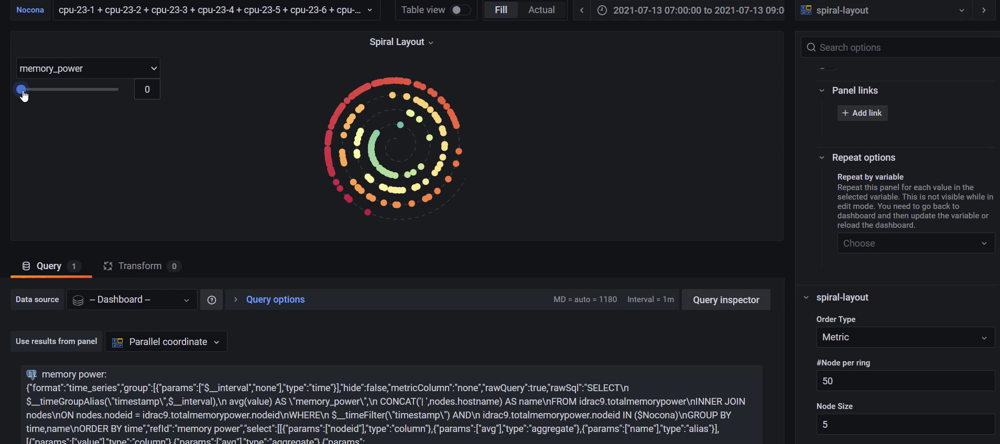 Nocona
cpu-23-1 + cpu-23-2 + cpu-23-3 + cpu-23-4 + cpu-23-5 + cpu-23-6 + cpu-...
Table view
Fill
Actual
2021-07-13 07:00:00 to 2021-07-13 09:0
spiral-layout
Spiral Layout
memory_power
0
Search options
Panel links
+ Add link
Repeat options
Repeat by variable
Repeat this panel for each value in the
selected variable. This is not visible while in
edit mode. You need to go back to
dashboard and then update the variable or
reload the dashboard.
Choose
Query 1
Transform 0
Data source
-- Dashboard --
Query options
MD = auto = 1180
Interval = 1m
Query inspector
Use results from panel
Parallel coordinate
spiral-layout
Order Type
Metric
#Node per ring
50
Node Size
5
memory power:
{"format":"time_series","group":[{"params":["$__interval","none"],"type":"time"}],"hide":false,"metricColumn":"none","rawQuery":true,"rawSql":"SELECT\n
$__timeGroupAlias(\"timestamp\",$__interval),\n avg(value) AS \"memory_power\",\n CONCAT('| ',nodes.hostname) AS name\nFROM idrac9.totalmemorypower\nINNER JOIN
nodes\nON nodes.nodeid = idrac9.totalmemorypower.nodeid\nWHERE\n $__timeFilter(\"timestamp\") AND\n idrac9.totalmemorypower.nodeid IN ($Nocona)\nGROUP BY
time,name\nORDER BY time","refId":"memory power","select":[[{"params":["nodeid"],"type":"column"},{"params":["avg"],"type":"aggregate"},{"params":["name"],"type":"alias"}],
[{"params":["value"],"type":"column"},{"params":["avg"],"type":"aggregate"},{"params":